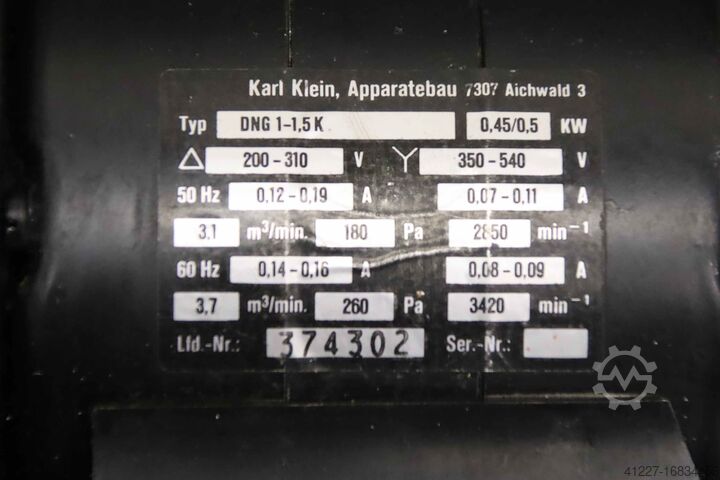 Karl Klein, Apparatebau 7307 Aichwald 3
Typ DNG 1-1,5 K 0,45/0,5 KW
△ 200-310 V Y 350-540 V
50 Hz 0,12-0,19 A 0,07-0,11 A
3,1 m³/min. 180 Pa 2850 min⁻¹
60 Hz 0,14-0,16 A 0,08-0,09 A
3,7 m³/min. 260 Pa 3420 min⁻¹
Lfd.-Nr.: 374302 Ser.-Nr.: